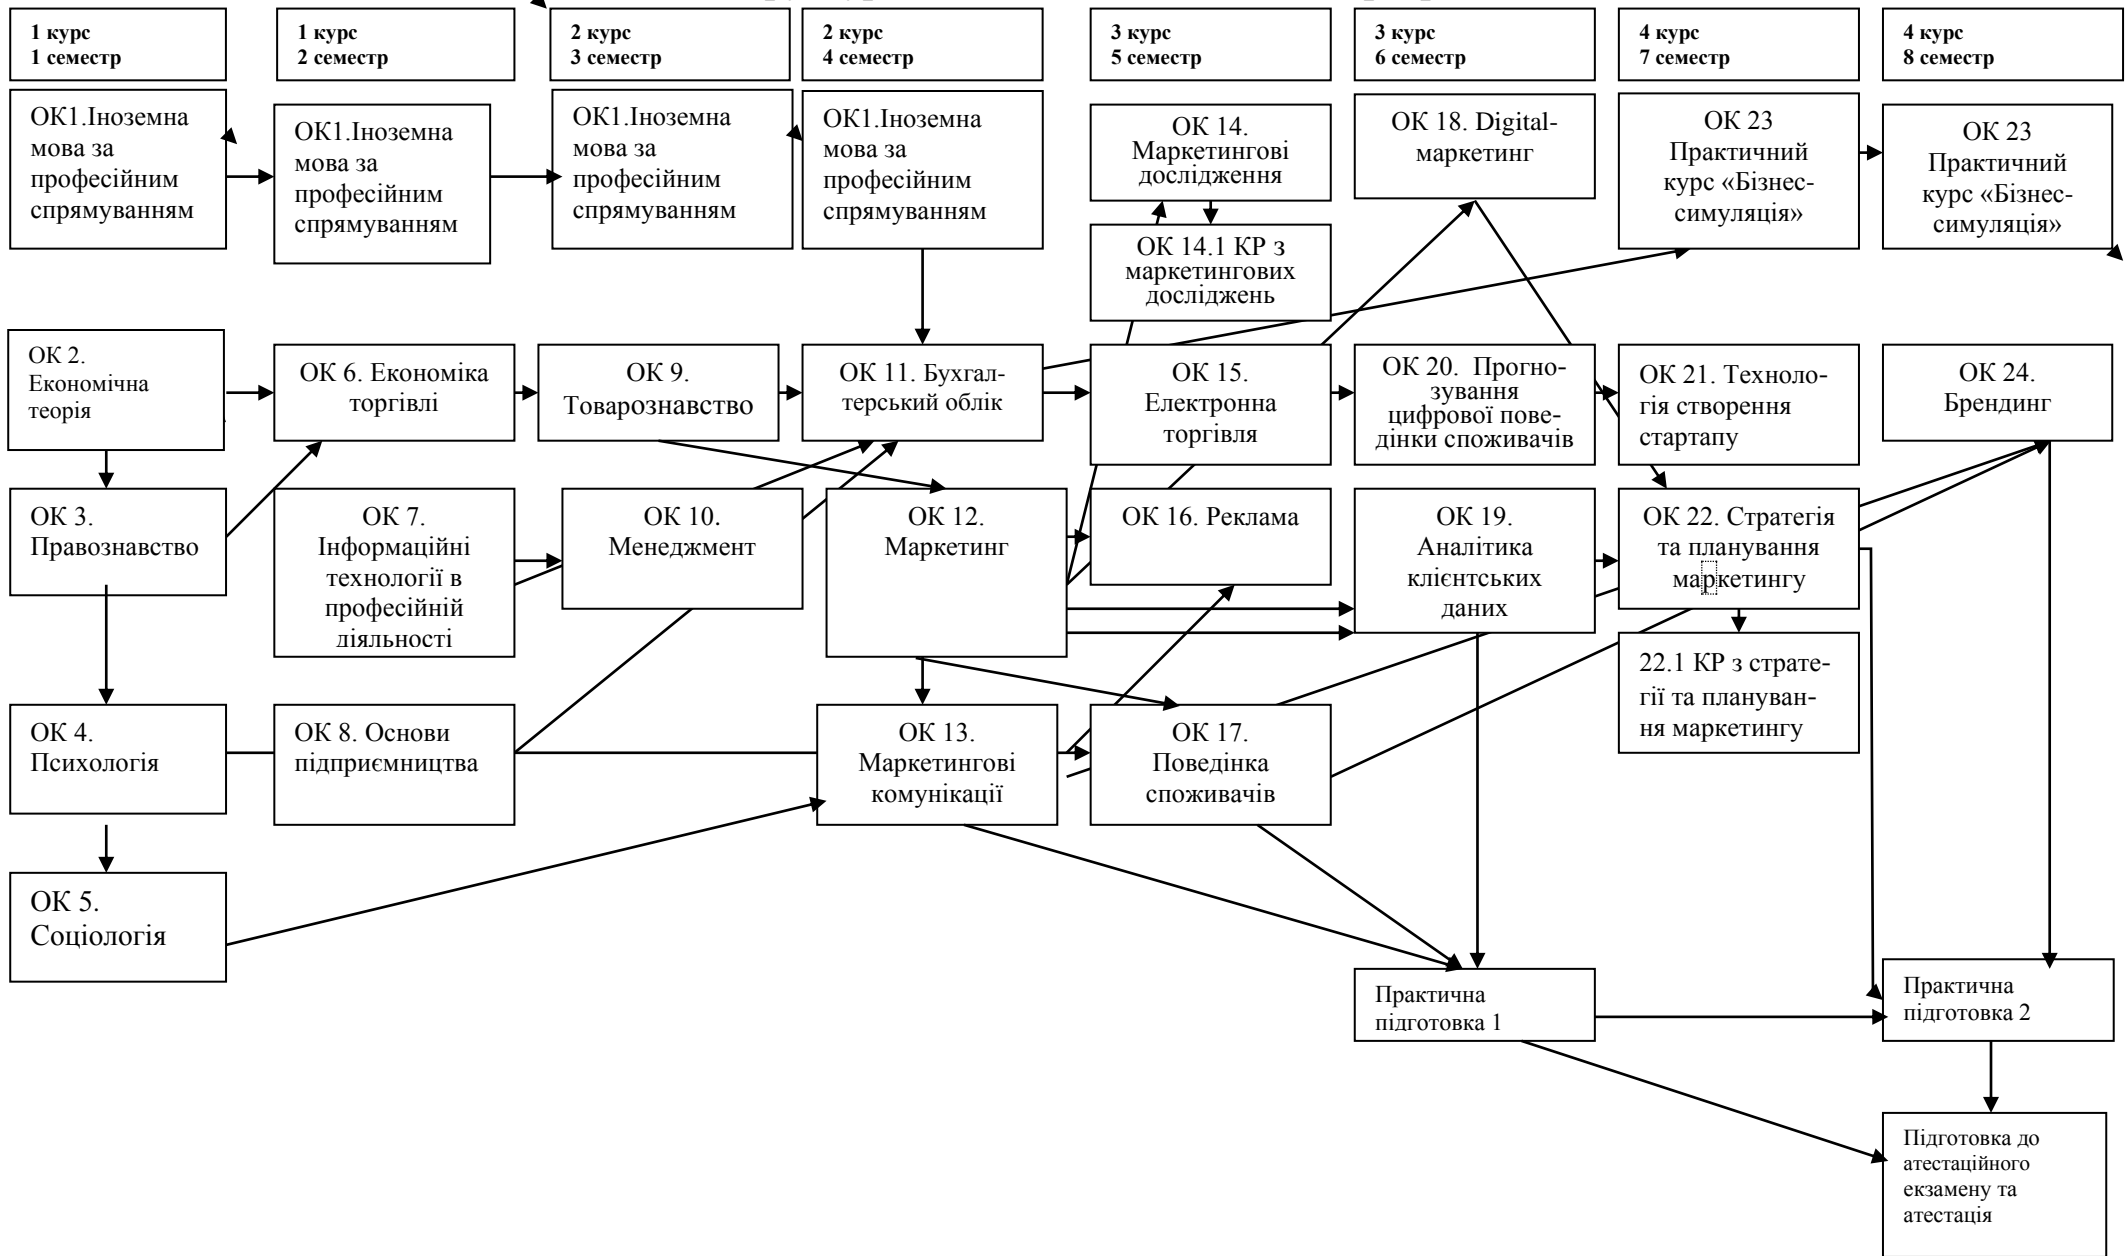 1 курс
1 семестр
1 курс
2 семестр
2 курс
3 семестр
2 курс
4 семестр
3 курс
5 семестр
3 курс
6 семестр
4 курс
7 семестр
4 курс
8 семестр
ОК1.Іноземна
мова за
професійним
спрямуванням
ОК1.Іноземна
мова за
професійним
спрямуванням
ОК1.Іноземна
мова за
професійним
спрямуванням
ОК1.Іноземна
мова за
професійним
спрямуванням
ОК 14.
Маркетингові
дослідження
ОК 14.1 КР з
маркетингових
досліджень
ОК 18. Digital-
маркетинг
ОК 23
Практичний
курс «Бізнес-
симуляція»
ОК 23
Практичний
курс «Бізнес-
симуляція»
ОК 2.
Економічна
теорія
ОК 6. Економіка
торгівлі
ОК 9.
Товарознавство
ОК 11. Бухгал-
терський облік
ОК 15.
Електронна
торгівля
ОК 20. Прогно-
зування
цифрової пове-
дінки споживачів
ОК 21. Техноло-
гія створення
стартапу
ОК 24.
Брендинг
ОК 3.
Правознавство
ОК 7.
Інформаційні
технології в
професійній
діяльності
ОК 10.
Менеджмент
ОК 12.
Маркетинг
ОК 16. Реклама
ОК 19.
Аналітика
клієнтських
даних
ОК 22. Стратегія
та планування
маркетингу
22.1 КР з страте-
гії та плануван-
ня маркетингу
ОК 4.
Психологія
ОК 8. Основи
підприємництва
ОК 13.
Маркетингові
комунікації
ОК 17.
Поведінка
споживачів
ОК 5.
Соціологія
Практична
підготовка 1
Практична
підготовка 2
Підготовка до
атестаційного
екзамену та
атестація